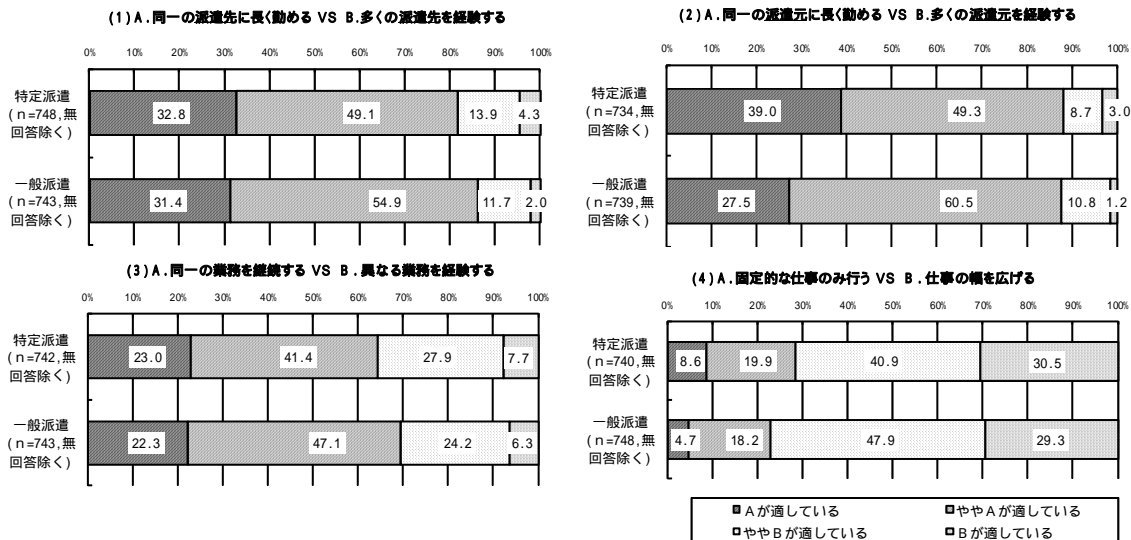 (1)A.同一の派遣先に長く勤める VS B.多くの派遣先を経験する
0% 10% 20% 30% 40% 50% 60% 70% 80% 90% 100%
特定派遣
(n=748,無
回答除く)
32.8 49.1 13.9 4.3
一般派遣
(n=743,無
回答除く)
31.4 54.9 11.7 2.0
(2)A.同一の派遣元に長く勤める VS B.多くの派遣元を経験する
0% 10% 20% 30% 40% 50% 60% 70% 80% 90% 100%
特定派遣
(n=734,無
回答除く)
39.0 49.3 8.7 3.0
一般派遣
(n=739,無
回答除く)
27.5 60.5 10.8 1.2
(3)A.同一の業務を継続する VS B.異なる業務を経験する
0% 10% 20% 30% 40% 50% 60% 70% 80% 90% 100%
特定派遣
(n=742,無
回答除く)
23.0 41.4 27.9 7.7
一般派遣
(n=743,無
回答除く)
22.3 47.1 24.2 6.3
(4)A.固定的な仕事のみ行う VS B.仕事の幅を広げる
0% 10% 20% 30% 40% 50% 60% 70% 80% 90% 100%
特定派遣
(n=740,無
回答除く)
8.6 19.9 40.9 30.5
一般派遣
(n=748,無
回答除く)
4.7 18.2 47.9 29.3
Aが適している ややAが適している
ややBが適している Bが適している